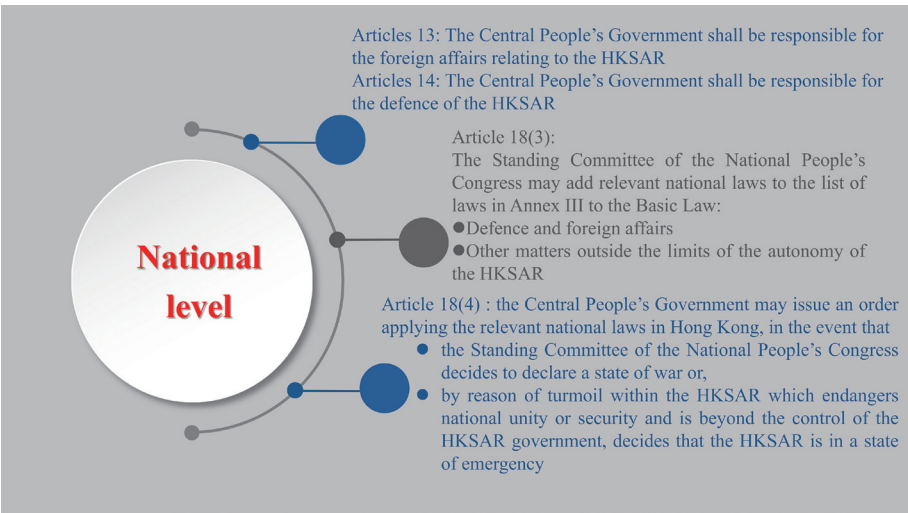 Articles 13: The Central People's Government shall be responsible for
the foreign affairs relating to the HKSAR
Articles 14: The Central People's Government shall be responsible for
the defence of the HKSAR
Article 18(3):
The Standing Committee of the National People's
Congress may add relevant national laws to the list of
laws in Annex III to the Basic Law:
●Defence and foreign affairs
●Other matters outside the limits of the autonomy of
the HKSAR
National
level
Article 18(4) : the Central People's Government may issue an order
applying the relevant national laws in Hong Kong, in the event that
● the Standing Committee of the National People's Congress
decides to declare a state of war or,
● by reason of turmoil within the HKSAR which endangers
national unity or security and is beyond the control of the
HKSAR government, decides that the HKSAR is in a state
of emergency